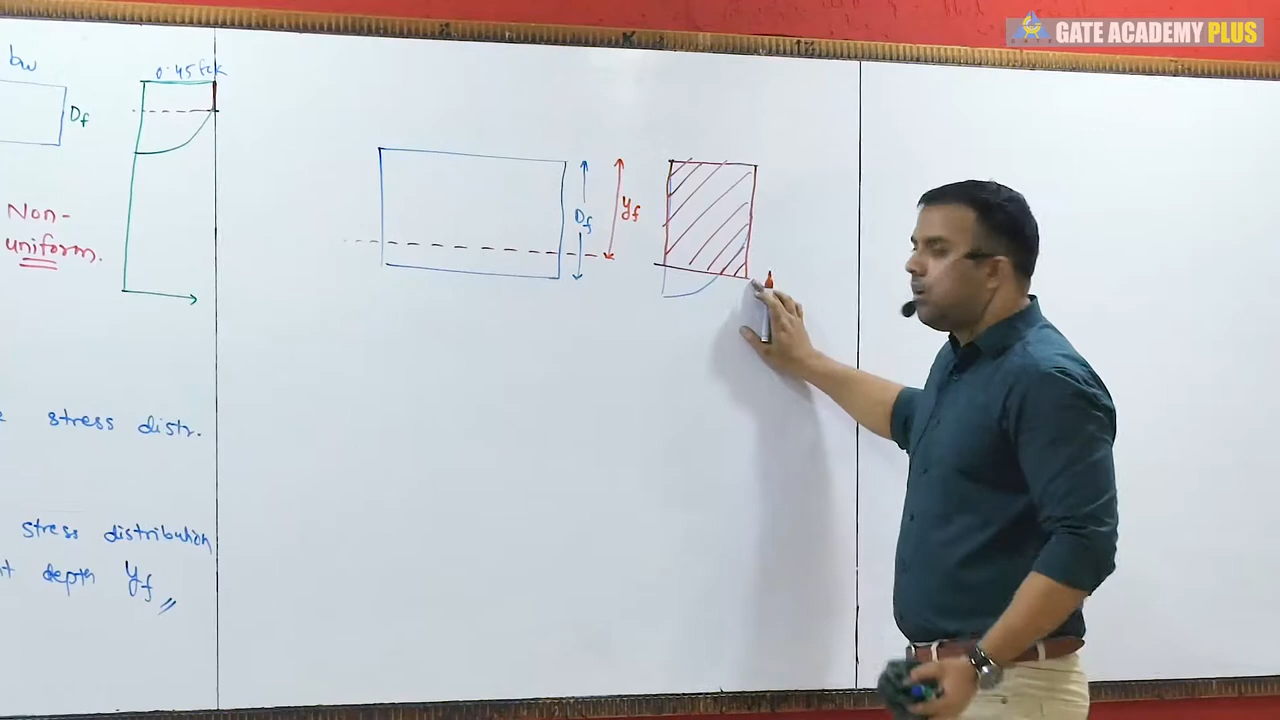 GATE ACADEMY PLUS
bw
0.45fck
Df
Non-
uniform.
Df
yf
stress distr.
stress distribution
depth yf